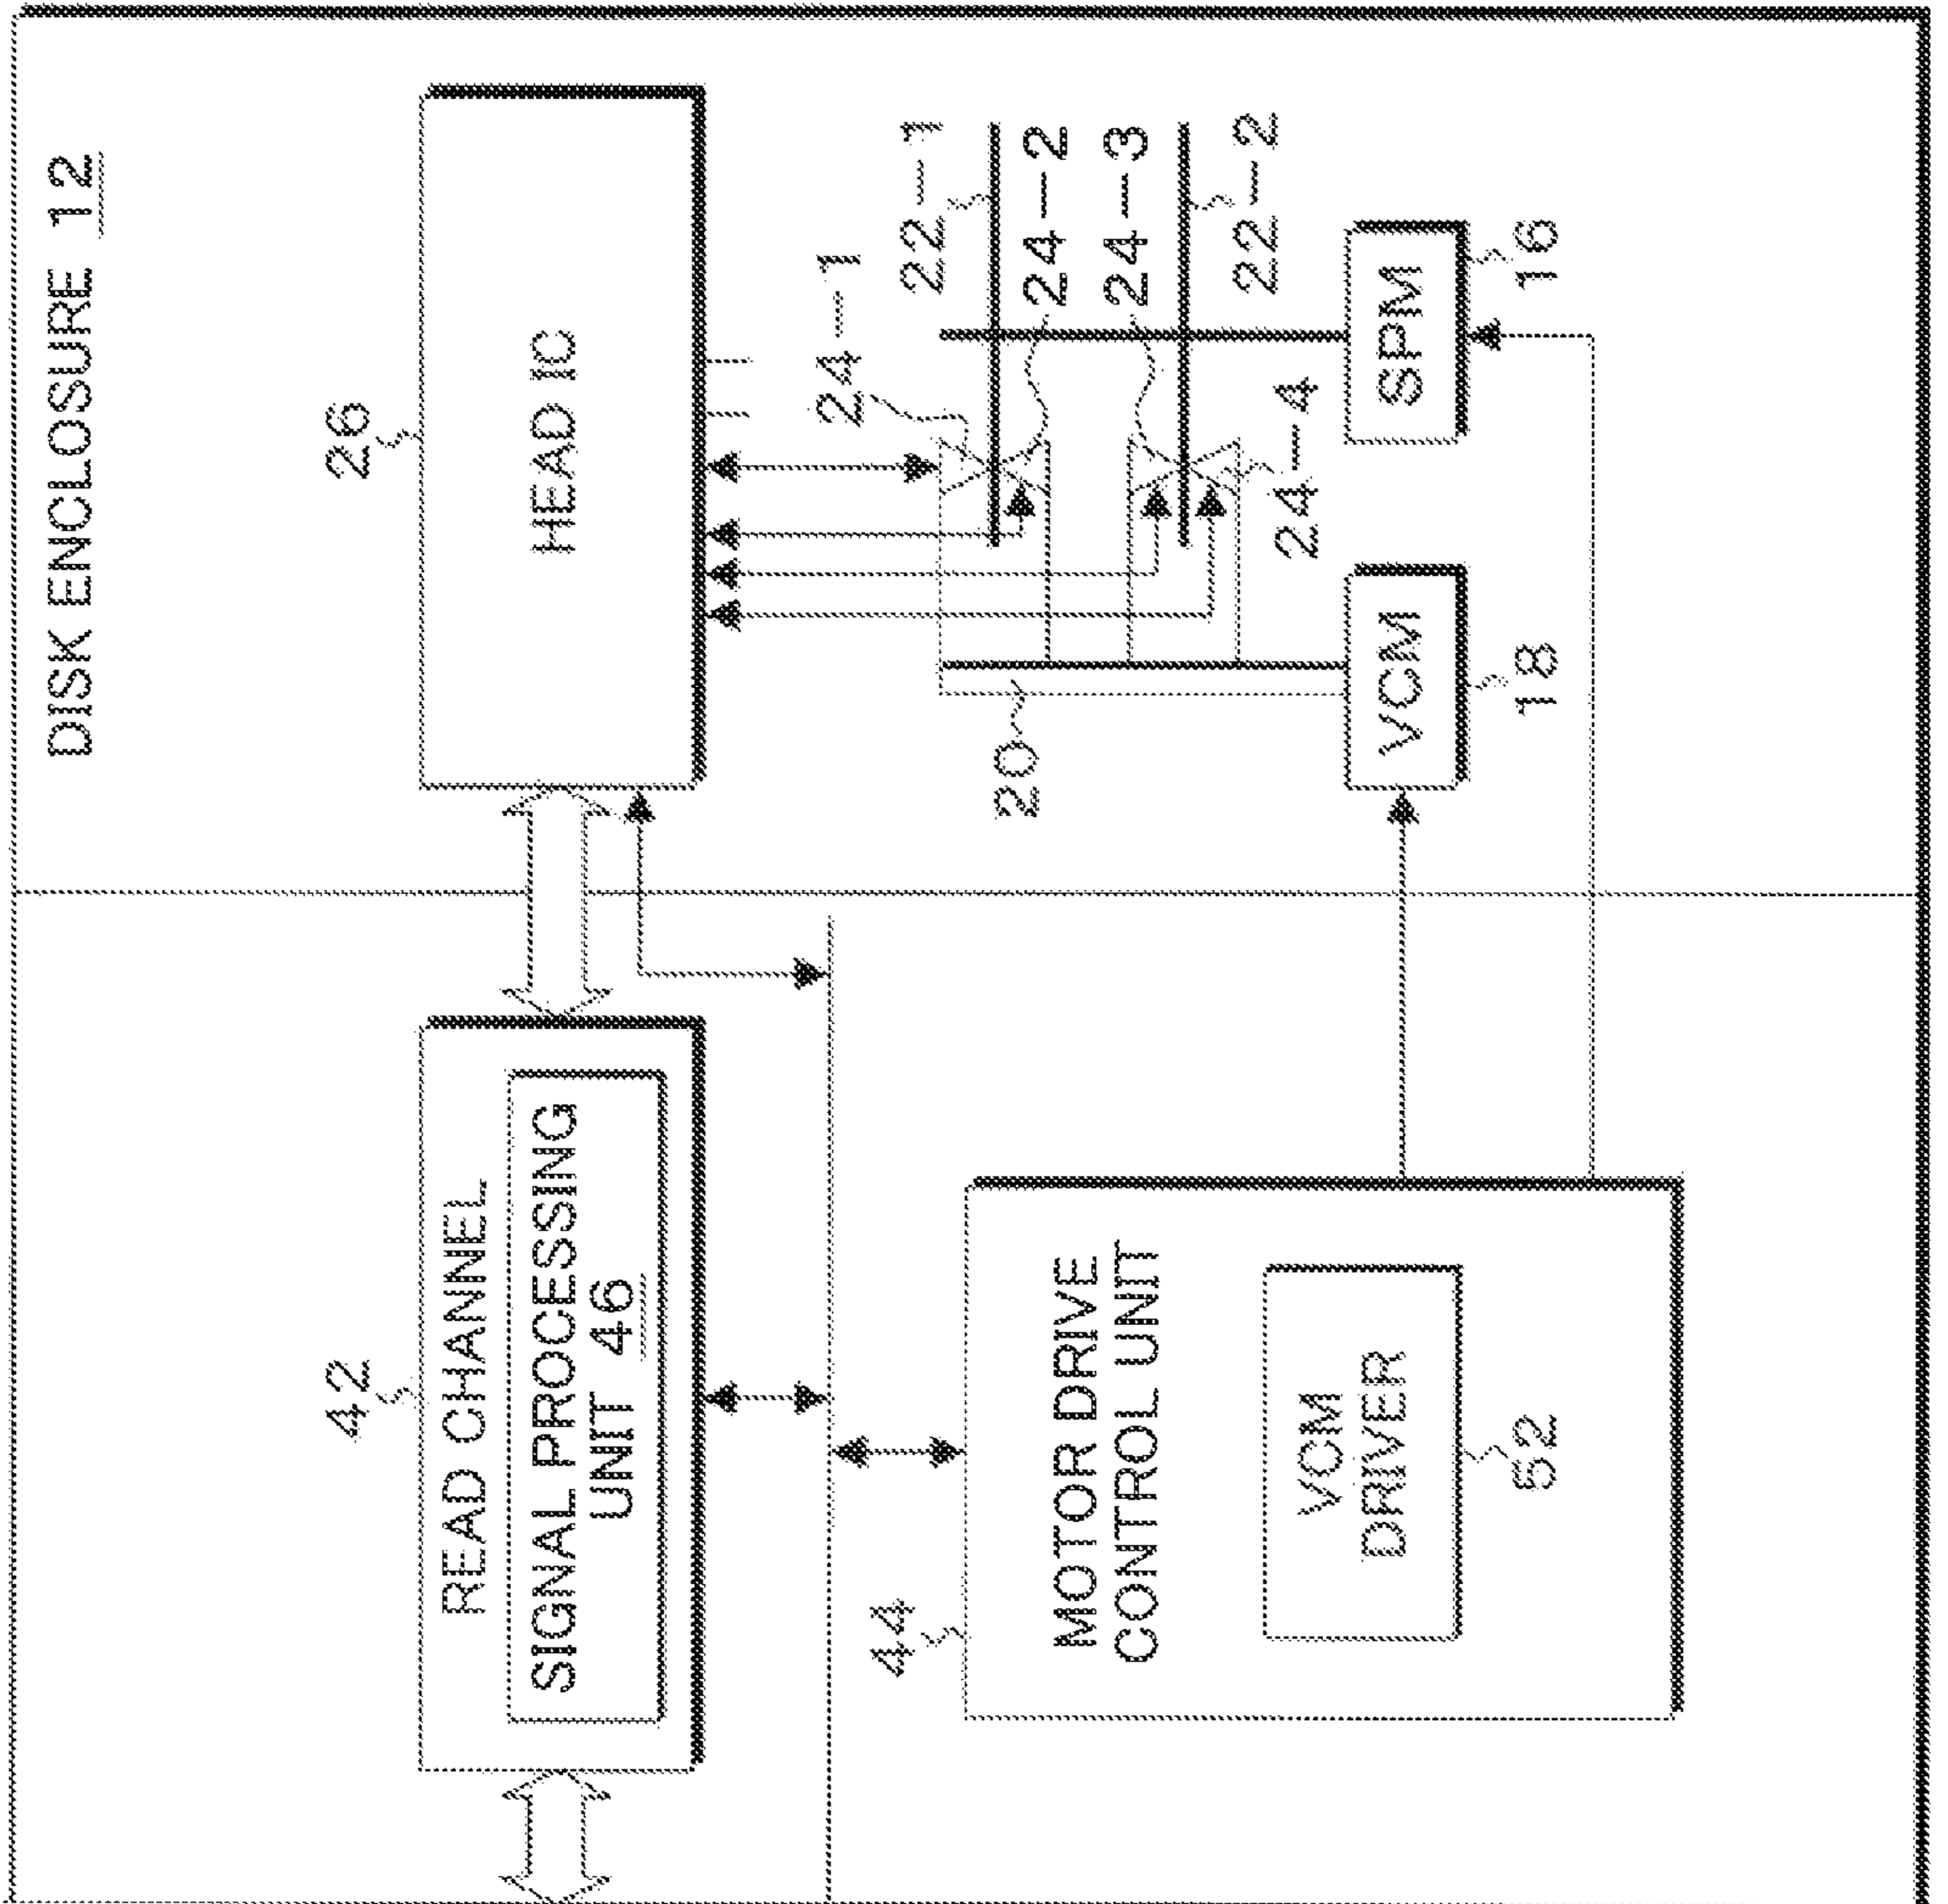 DISK ENCLOSURE 12
26
HEAD IC
42
READ CHANNEL
SIGNAL PROCESSING
UNIT 46
24—1
22—1
24—2
24—3
22—2
24—4
20
44
MOTOR DRIVE
CONTROL UNIT
VCM
DRIVER
52
VCM
18
SPM
16